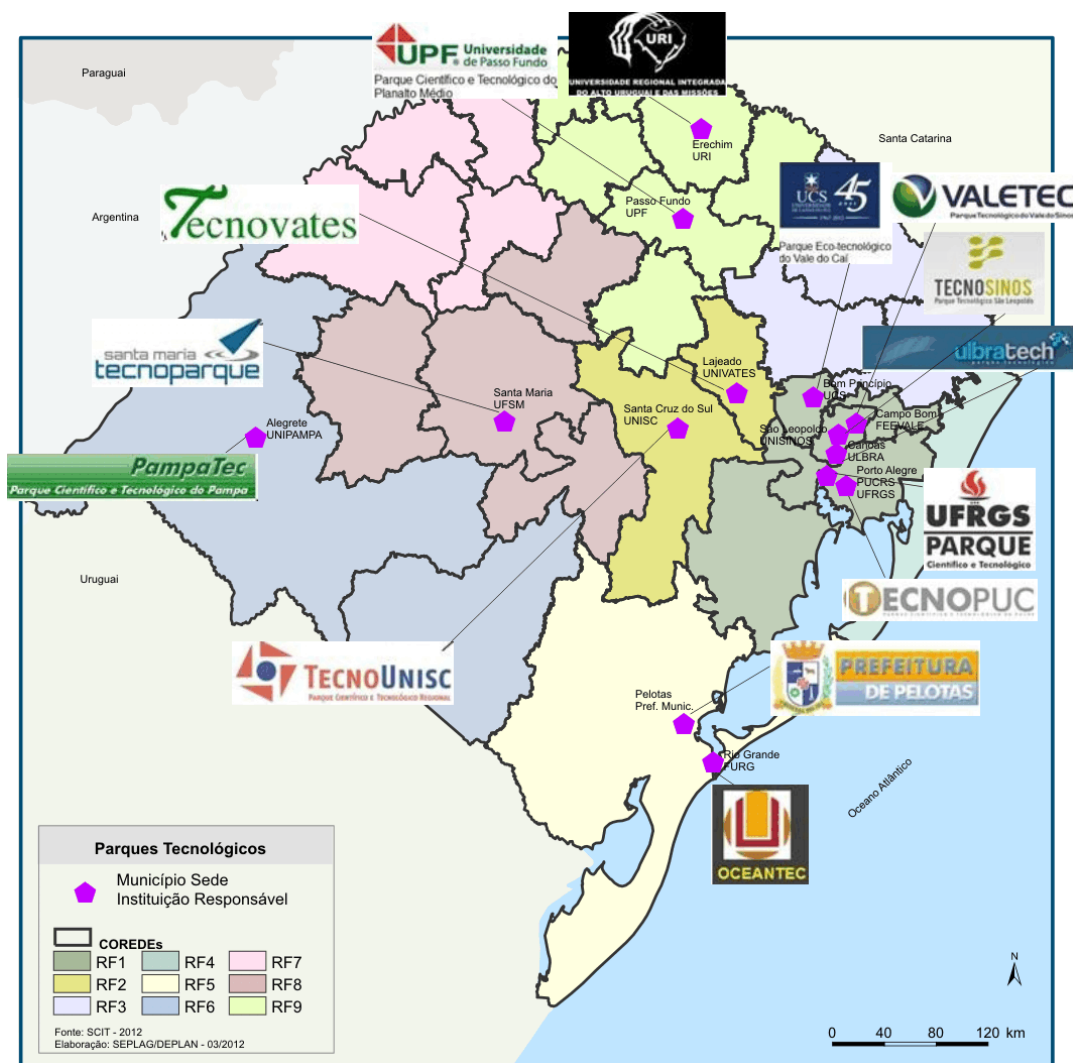 UPF Universidade
de Passo Fundo
Parque Científico e Tecnológico do
Planalto Médio
URI
UNIVERSIDADE REGIONAL INTEGRADA
DO ALTO URUGUAI E DAS MISSÕES
Paraguai
Santa Catarina
Argentina
Uruguai
Oceano Atlântico
Erechim
URI
Passo Fundo
UPF
Tecnovates
UCS 45
Parque Eco-tecnológico
do Vale do Caí
VALETEC
Parque Tecnológico do Vale do Sinos
TECNOSINOS
Parque Tecnológico São Leopoldo
ulbratech
parque tecnológico
santa maria
tecnoparque
Lajeado
UNIVATES
Santa Maria
UFSM
Santa Cruz do Sul
UNISC
Bom Princípio
UCS
São Leopoldo
UNISINOS
Campo Bom
FEEVALE
Canoas
ULBRA
Porto Alegre
PUCRS
UFRGS
Alegrete
UNIPAMPA
PampaTec
Parque Científico e Tecnológico do Pampa
UFRGS
PARQUE
Científico e Tecnológico
TECNOPUC
TECNOUNISC
PARQUE CIENTÍFICO E TECNOLÓGICO REGIONAL
PREFEITURA
DE PELOTAS
Pelotas
Pref. Munic.
Rio Grande
FURG
OCEANTEC
Parques Tecnológicos
Município Sede
Instituição Responsável
COREDEs
RF1 RF4 RF7
RF2 RF5 RF8
RF3 RF6 RF9
Fonte: SCIT - 2012
Elaboração: SEPLAG/DEPLAN - 03/2012
N
0 40 80 120 km